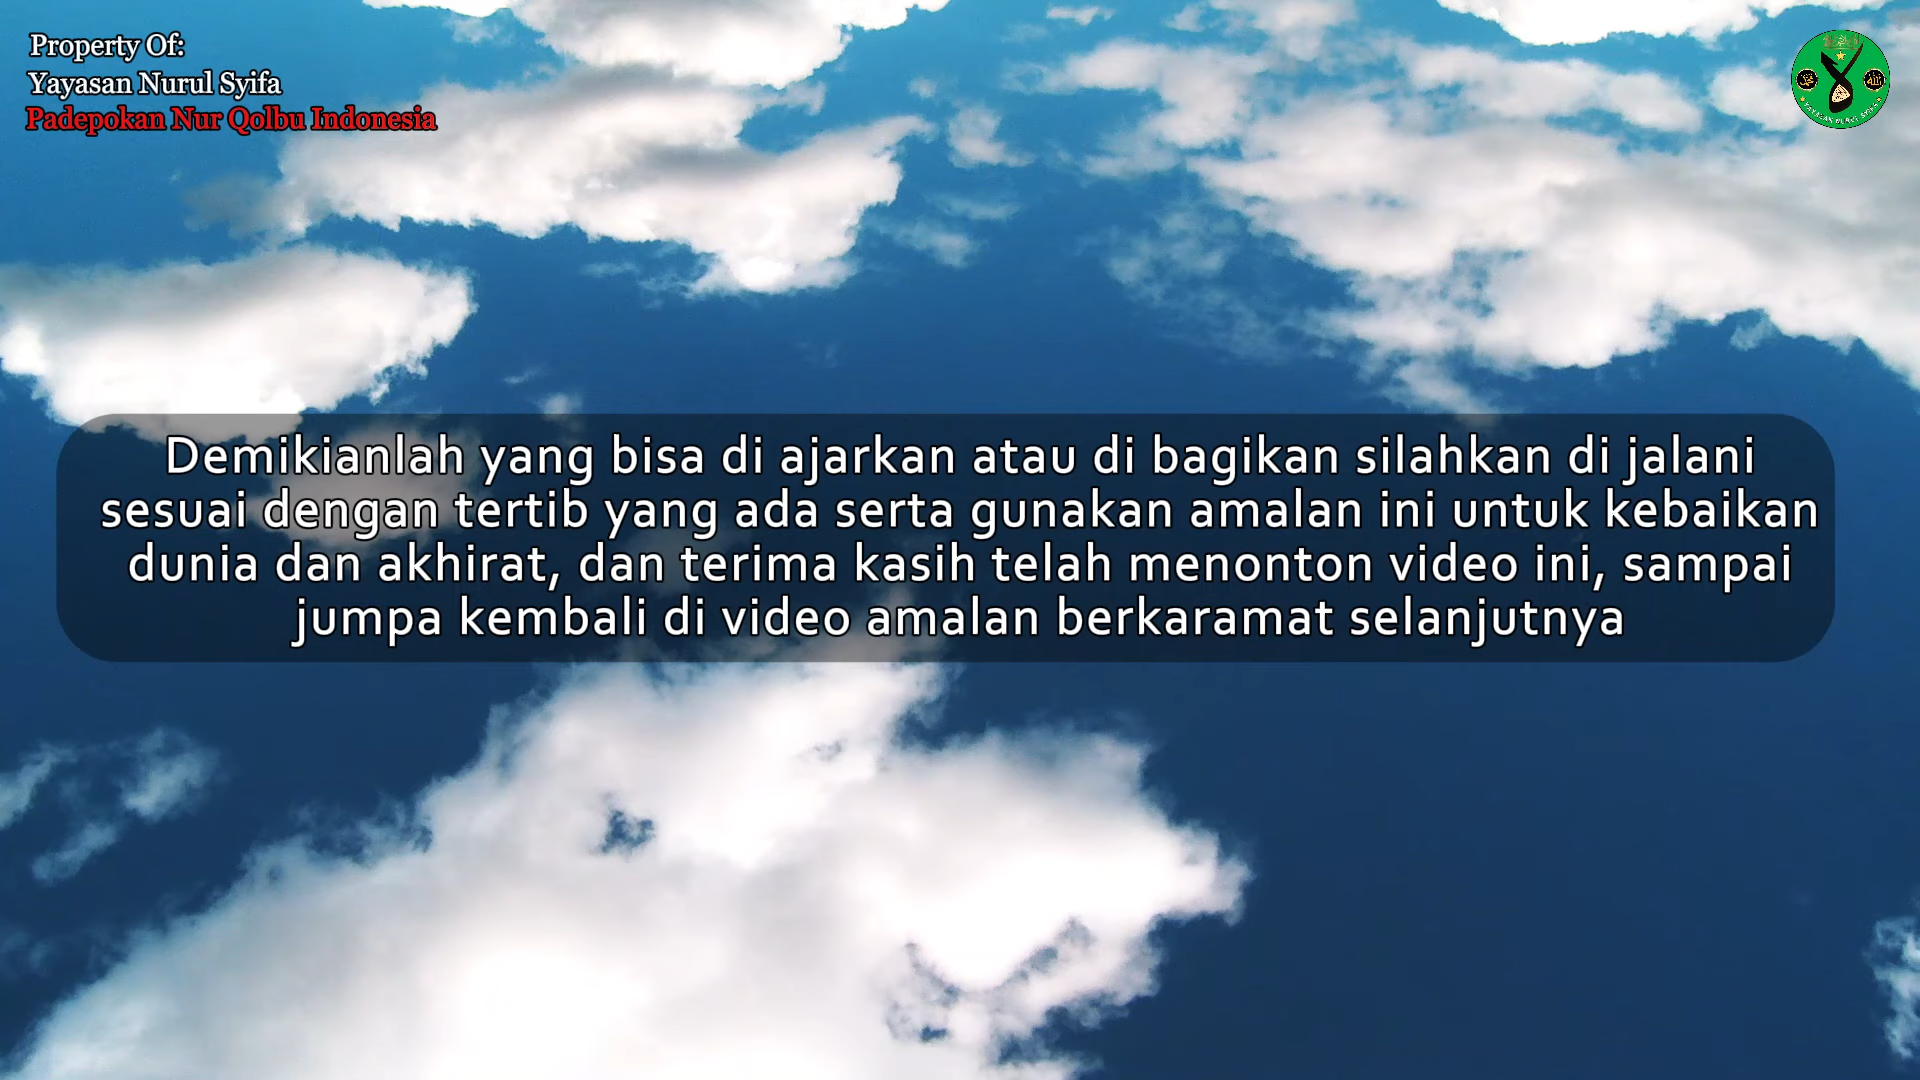 Property Of:
Yayasan Nurul Syifa
Padepokan Nur Qolbu Indonesia
Demikianlah yang bisa di ajarkan atau di bagikan silahkan di jalani
sesuai dengan tertib yang ada serta gunakan amalan ini untuk kebaikan
dunia dan akhirat, dan terima kasih telah menonton video ini, sampai
jumpa kembali di video amalan berkaramat selanjutnya